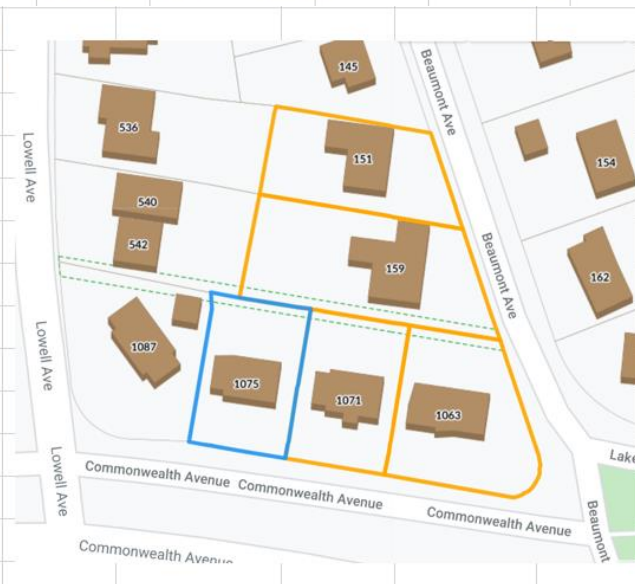 145
Beaumont Ave
536
151
154
Lowell Ave
540
542
159
Beaumont Ave
162
1087
Lowell Ave
1075
1071
1063
Lake
Lowell Ave
Commonwealth Avenue
Commonwealth Avenue
Commonwealth Avenue
Beaumont
Commonwealth Avenue